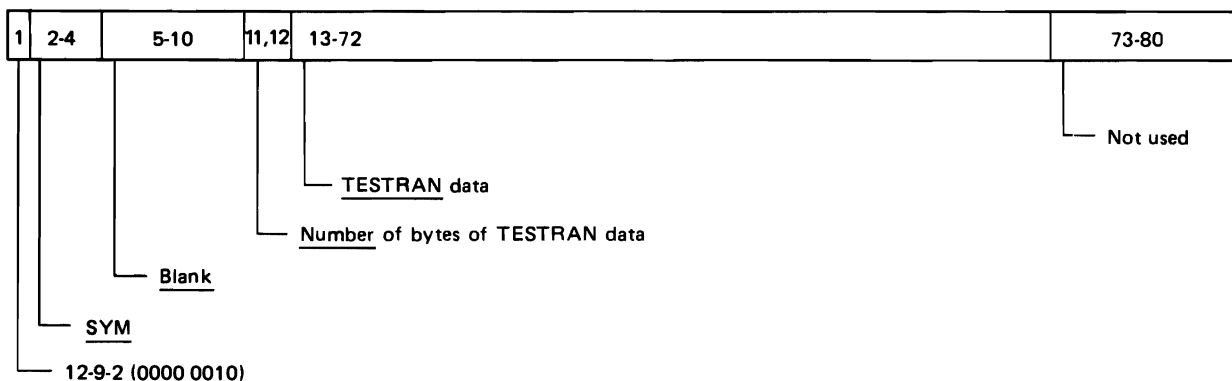 1 2-4 5-10 11,12 13-72 73-80
Not used
TESTRAN data
Number of bytes of TESTRAN data
Blank
SYM
12-9-2 (0000 0010)